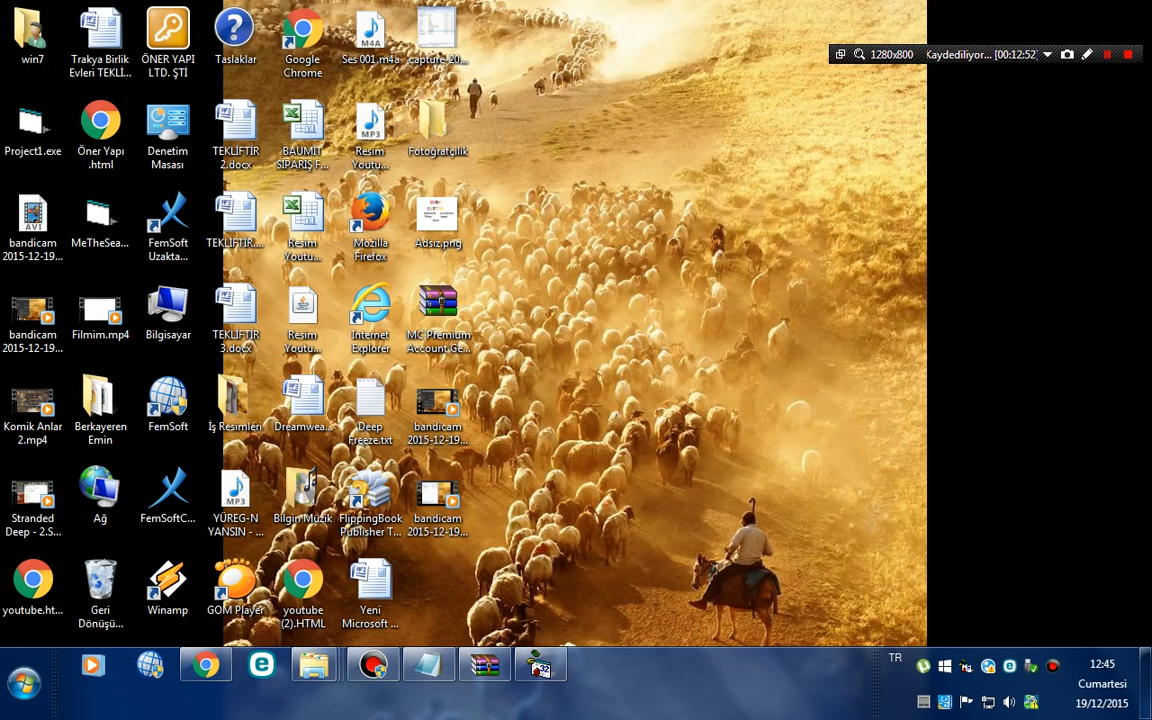 1280x800 Kaydediliyor... [00:12:52]
win7
Trakya Birlik
Evleri TEKLİ...
ÖNER YAPI
LTD. ŞTİ
Taslaklar
Google
Chrome
M4A
Ses 001.m4a
capture-20...
Project1.exe
Öner Yapı
.html
Denetim
Masası
TEKLİFTİR
2.docx
BAUMIT
SİPARİŞ F...
MP3
Resim
Youtu...
Fotoğrafçılık
AVI
bandicam
2015-12-19...
MeTheSea...
FemSoft
Uzakta...
TEKLİFTİR....
Resim
Youtu...
Mozilla
Firefox
Adsız.png
bandicam
2015-12-19...
Filmim.mp4
Bilgisayar
TEKLİFTİR
3.docx
Resim
Youtu...
Internet
Explorer
MC Premium
Account Ge...
Komik Anlar
2.mp4
Berkayeren
Emin
FemSoft
İş Resimleri
Dreamwea...
Deep
Freeze.txt
bandicam
2015-12-19...
Stranded
Deep - 2.S...
Ağ
FemSoftC...
MP3
YÜREG-N
YANSIN - ...
Bilgin Müzik
FlippingBook
Publisher T...
bandicam
2015-12-19...
youtube.ht...
Geri
Dönüşü...
Winamp
GOM Player
youtube
(2).HTML
Yeni
Microsoft ...
TR
12:45
Cumartesi
19/12/2015